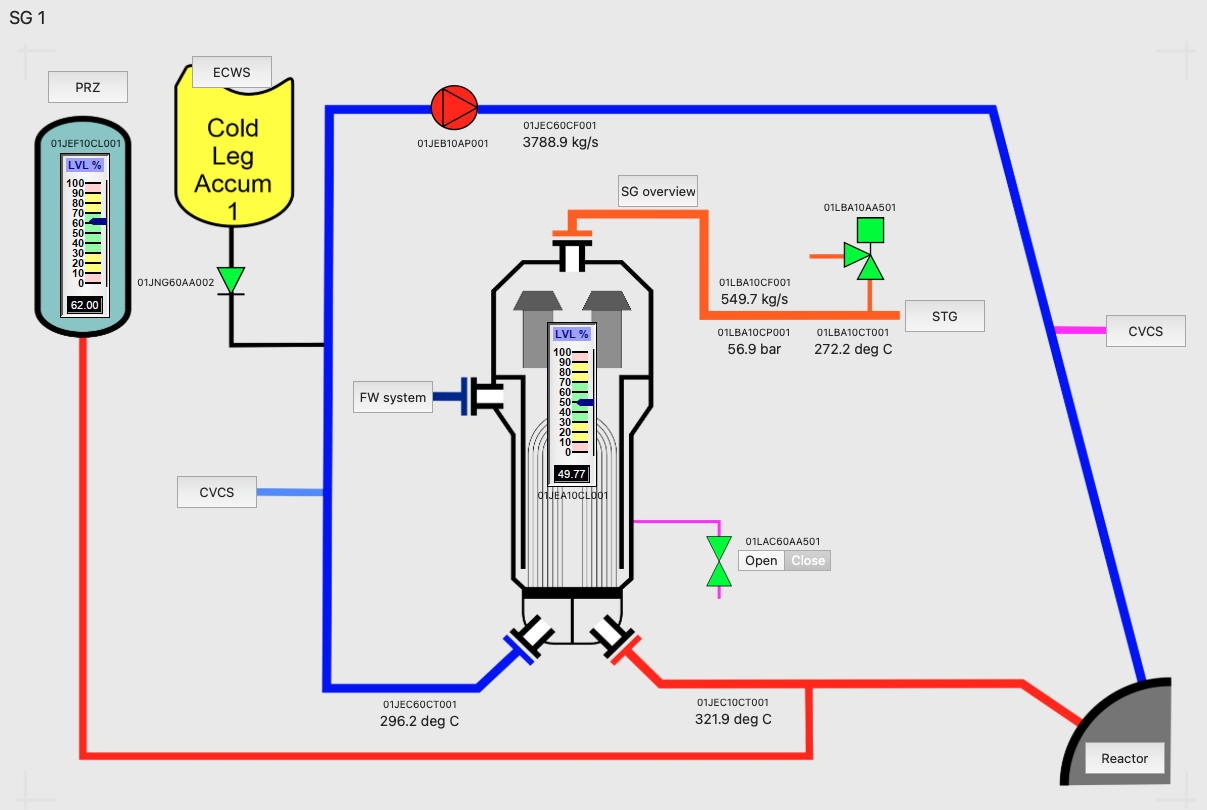 SG 1
PRZ
ECWS
01JEF10CL001
LVL %
100
90
80
70
60
50
40
30
20
10
0
62.00
Cold
Leg
Accum
1
01JNG60AA002
01JEB10AP001
01JEC60CF001
3788.9 kg/s
SG overview
01LBA10AA501
01LBA10CF001
549.7 kg/s
STG
01LBA10CP001
56.9 bar
01LBA10CT001
272.2 deg C
CVCS
FW system
LVL %
100
90
80
70
60
50
40
30
20
10
0
49.77
01JEA10CL001
CVCS
01LAC60AA501
Open Close
01JEC60CT001
296.2 deg C
01JEC10CT001
321.9 deg C
Reactor